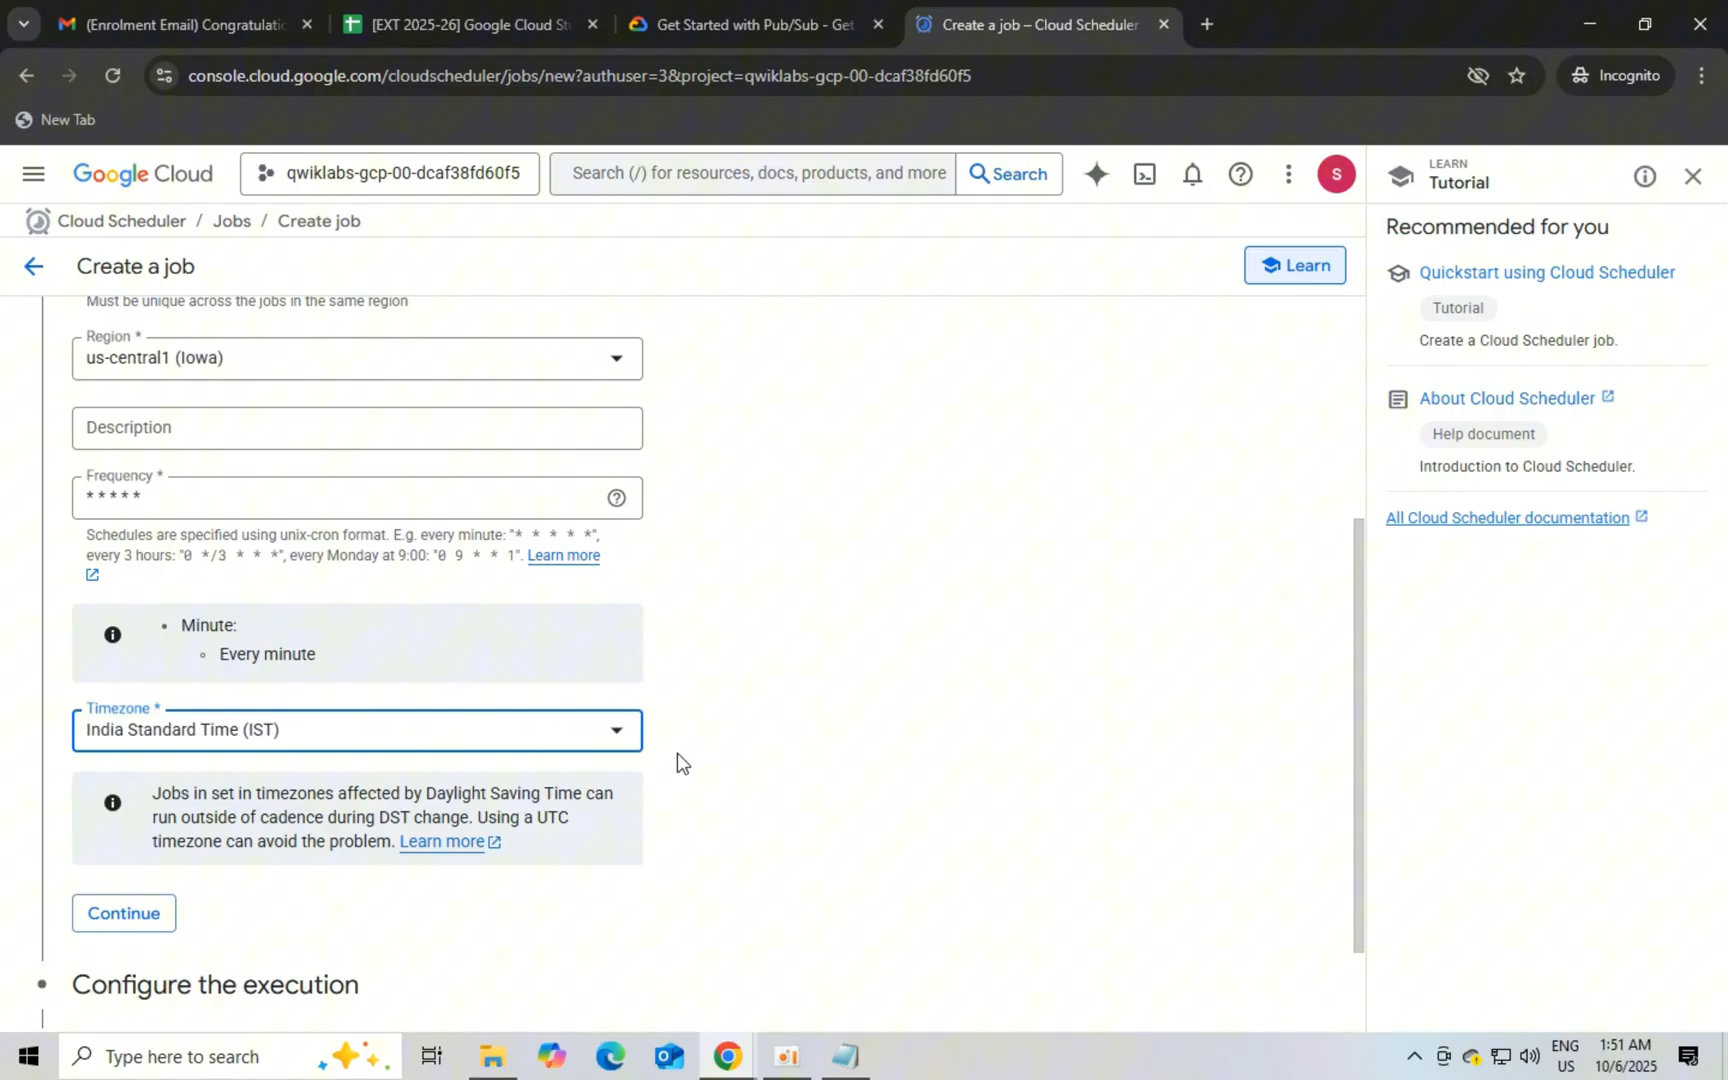 (Enrolment Email) Congratulatic
[EXT 2025-26] Google Cloud Stu
Get Started with Pub/Sub - Get
Create a job – Cloud Scheduler
console.cloud.google.com/cloudscheduler/jobs/new?authuser=3&project=qwiklabs-gcp-00-dcaf38fd60f5
Incognito
New Tab
Google Cloud
qwiklabs-gcp-00-dcaf38fd60f5
Search (/) for resources, docs, products, and more
Search
S
LEARN
Tutorial
Cloud Scheduler / Jobs / Create job
Create a job
Learn
Must be unique across the jobs in the same region
Region *
us-central1 (Iowa)
Description
Frequency *
* * * * *
Schedules are specified using unix-cron format. E.g. every minute: "* * * * *",
every 3 hours: "0 */3 * * *", every Monday at 9:00: "0 9 * * 1". Learn more
Minute:
Every minute
Timezone *
India Standard Time (IST)
Jobs in set in timezones affected by Daylight Saving Time can
run outside of cadence during DST change. Using a UTC
timezone can avoid the problem. Learn more
Continue
Configure the execution
Recommended for you
Quickstart using Cloud Scheduler
Tutorial
Create a Cloud Scheduler job.
About Cloud Scheduler
Help document
Introduction to Cloud Scheduler.
All Cloud Scheduler documentation
Type here to search
ENG
US
1:51 AM
10/6/2025